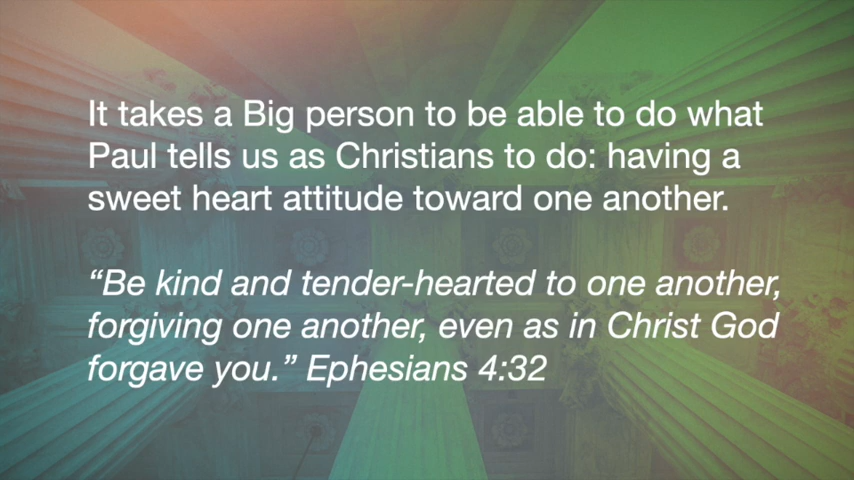 It takes a Big person to be able to do what
Paul tells us as Christians to do: having a
sweet heart attitude toward one another.
“Be kind and tender-hearted to one another,
forgiving one another, even as in Christ God
forgave you.” Ephesians 4:32